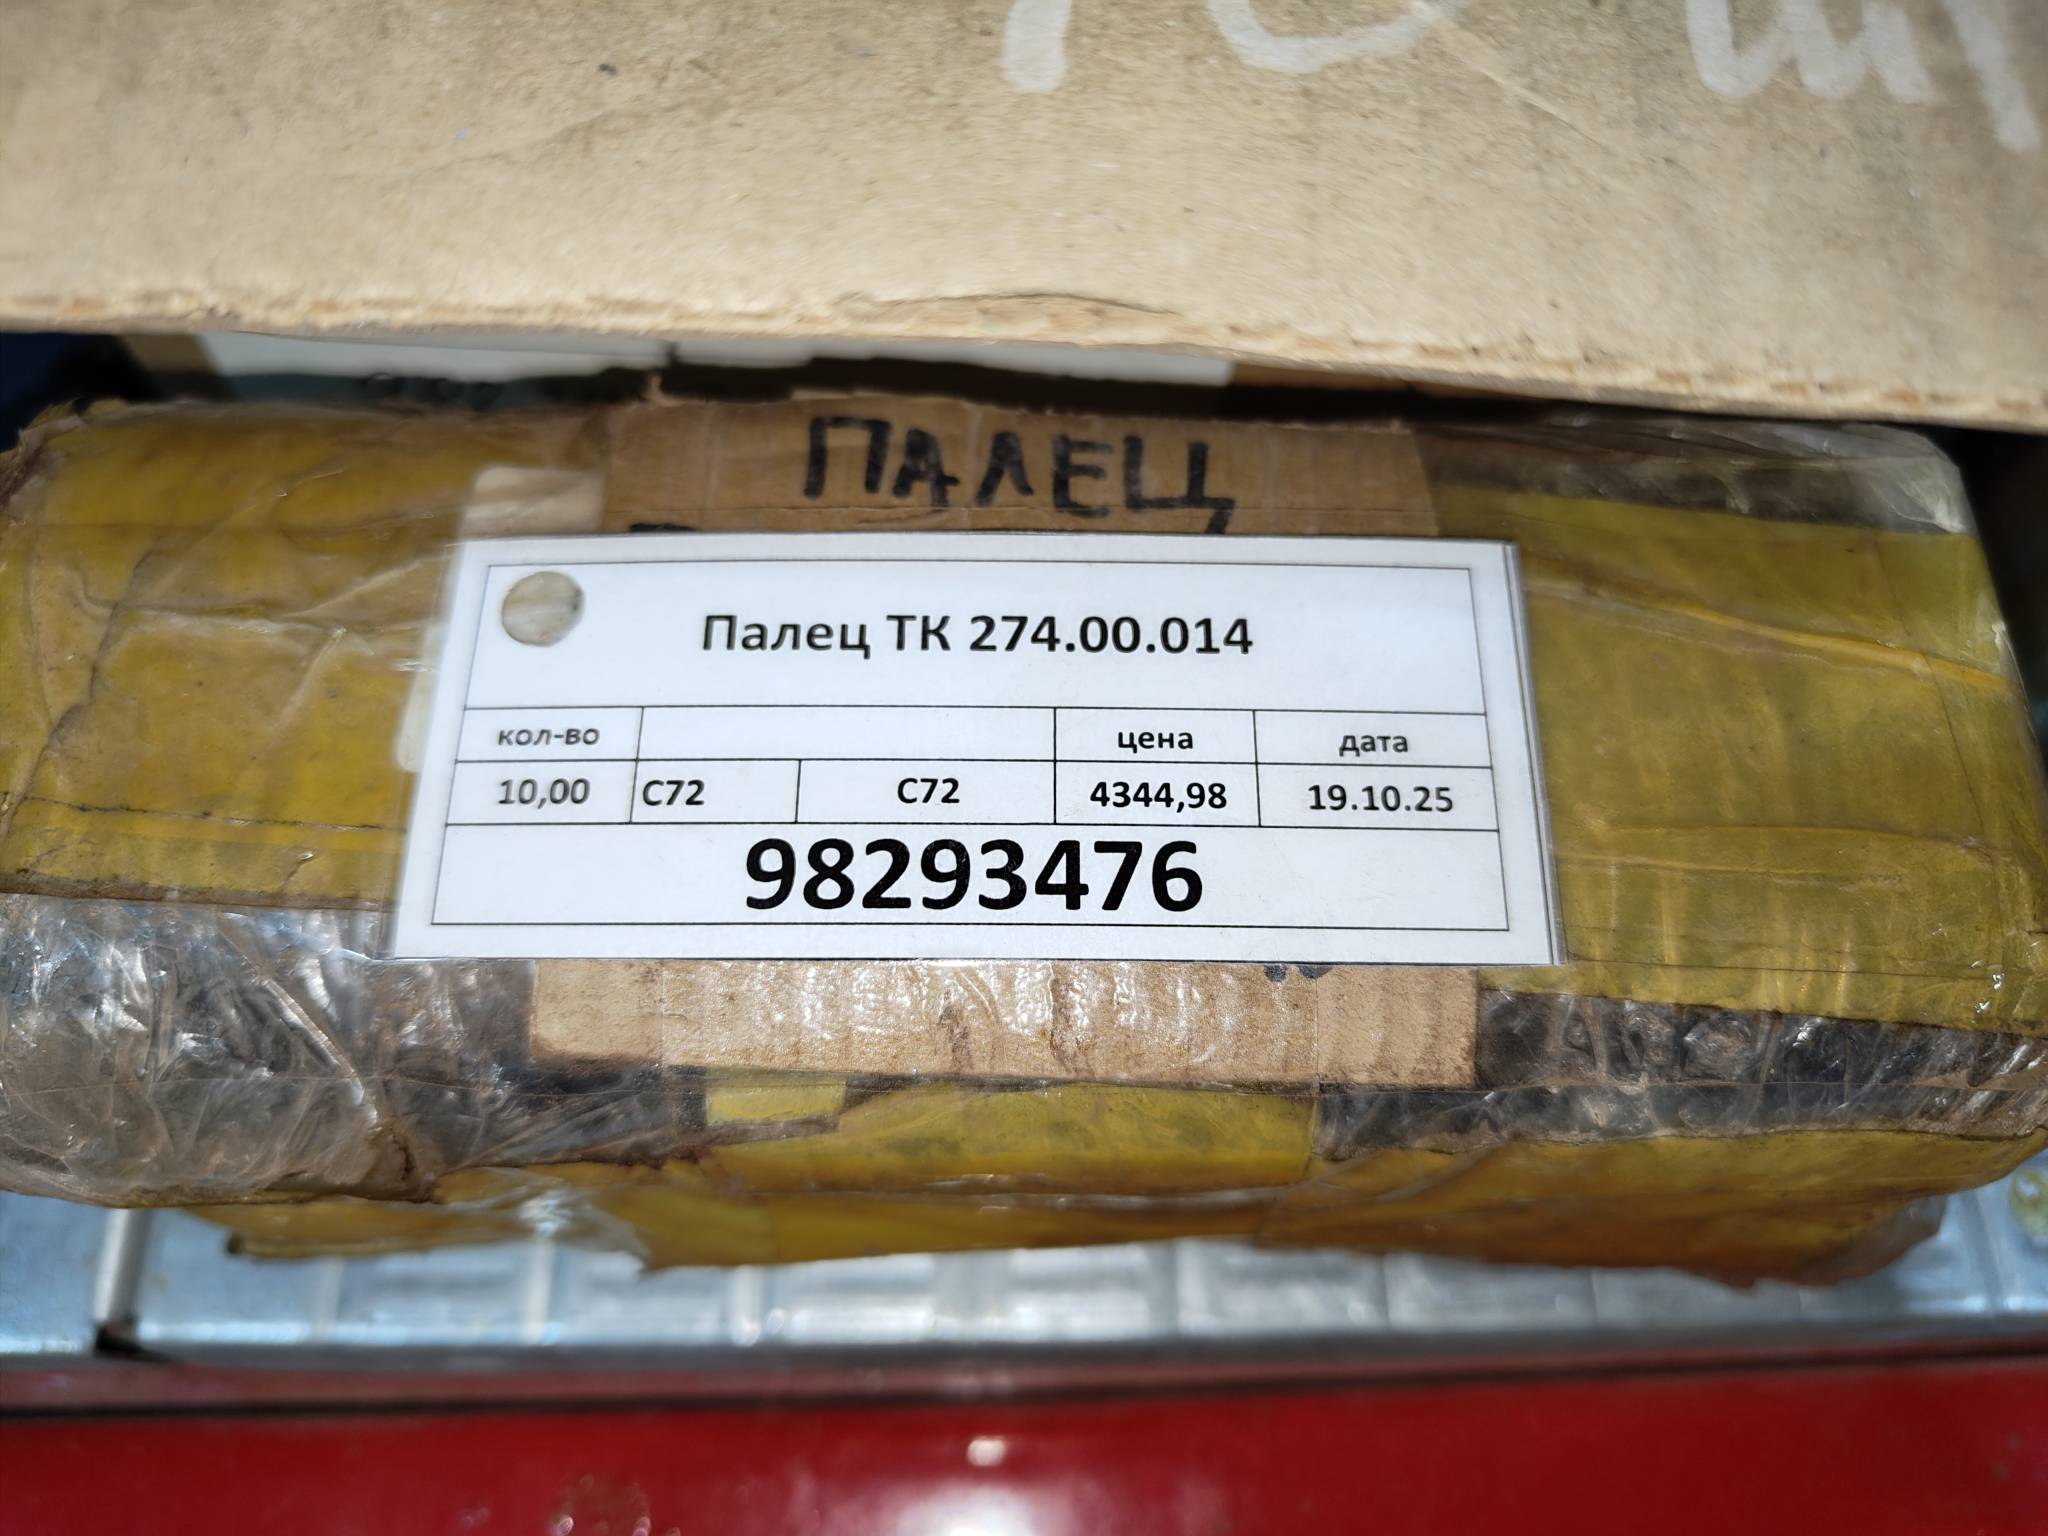 ПАЛЕЦ
Палец ТК 274.00.014
кол-во цена дата
10,00 С72 С72 4344,98 19.10.25
98293476